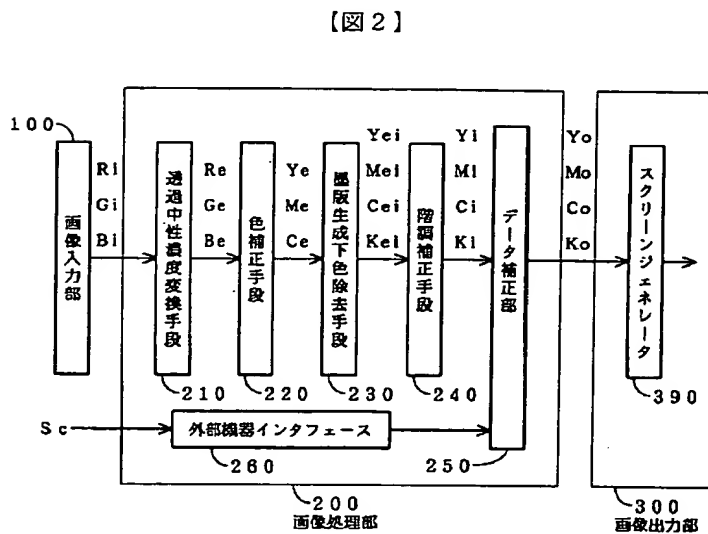 【図2】
100
画像入力部
Ri
Gi
Bi
透過中性濃度変換手段
210
Re
Ge
Be
色補正手段
220
Ye
Me
Ce
墨版生成下色除去手段
230
Yei
Mei
Cei
Kei
階調補正手段
240
Yi
Mi
Ci
Ki
データ補正部
250
Yo
Mo
Co
Ko
スクリーンジェネレータ
390
Sc
外部機器インタフェース
260
200
画像処理部
300
画像出力部